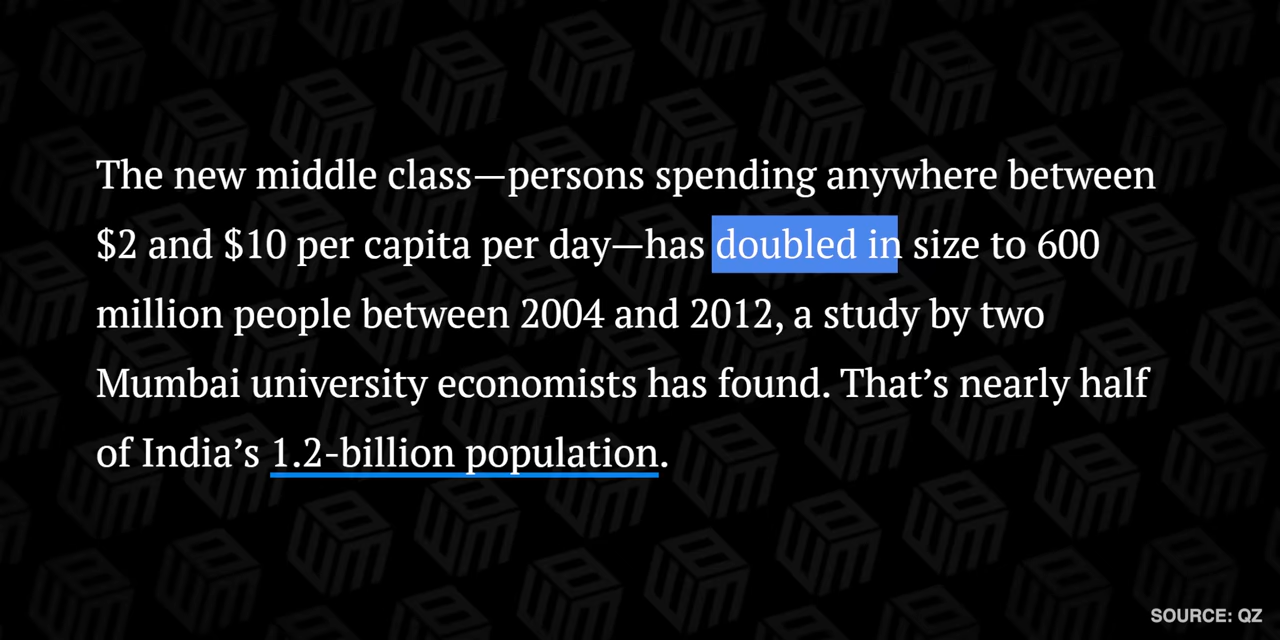 The new middle class—persons spending anywhere between
$2 and $10 per capita per day—has doubled in size to 600
million people between 2004 and 2012, a study by two
Mumbai university economists has found. That’s nearly half
of India’s 1.2-billion population.
SOURCE: QZ